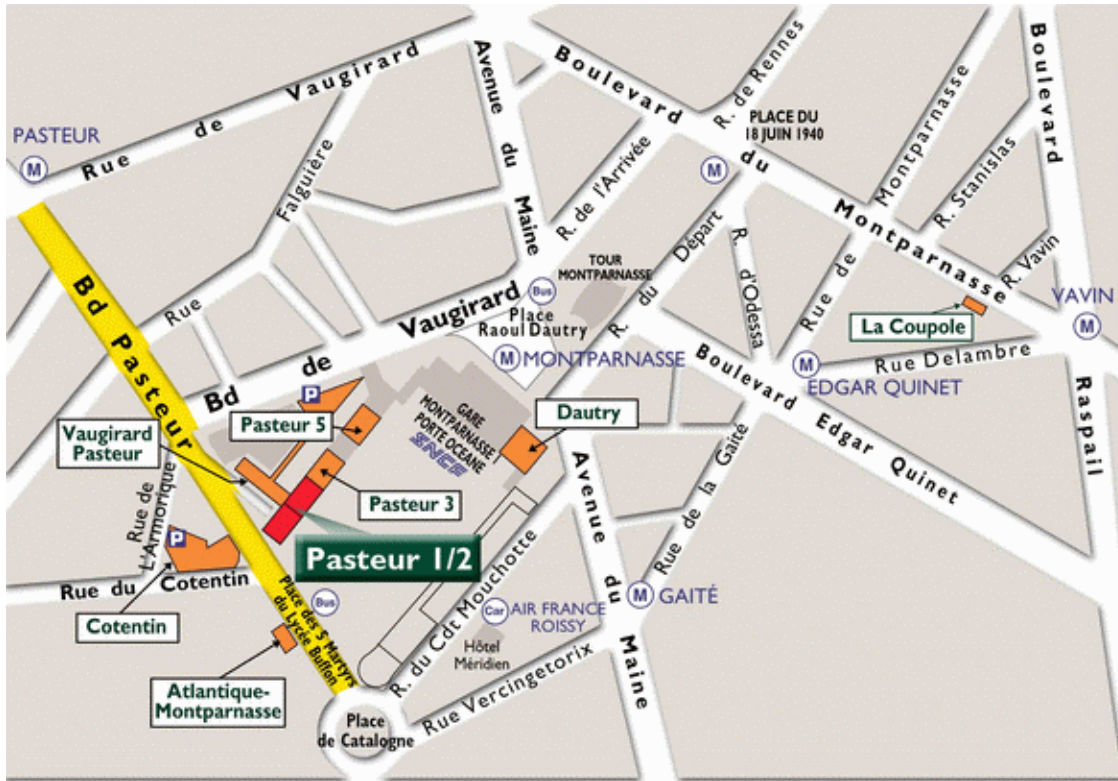 Rue de Vaugirard
Avenue du Maine
Boulevard du Montparnasse
R. de Rennes
PLACE DU
18 JUIN 1940
Montparnasse
Rue de
R. Stanislas
Boulevard
Raspail
PASTEUR
M
Falguière
Rue
R. de l'Arrivée
M
R. Vavin
VAVIN
M
TOUR
MONTPARNASSE
R. du Départ
R. d'Odessa
Bus
Place
Raoul Dautry
M MONTPARNASSE
La Coupole
Rue Delambre
M
EDGAR QUINET
Boulevard Edgar Quinet
Bd de Vaugirard
Bd Pasteur
P
Pasteur 5
Vaugirard
Pasteur
GARE
MONTPARNASSE
PORTE OCEANE
SNCF
Dautry
Pasteur 3
Rue de
L'Armorique
P
Pasteur 1/2
Avenue du Maine
Rue de la Gaite
Rue du Cotentin
Cotentin
Place des 5 Martyrs
du Lycée Buffon
Bus
R. du Cdt Mouchotte
Car AIR FRANCE
ROISSY
M GAITÉ
Hôtel
Méridien
Atlantique-
Montparnasse
Rue Vercingetorix
Place
de Catalogne